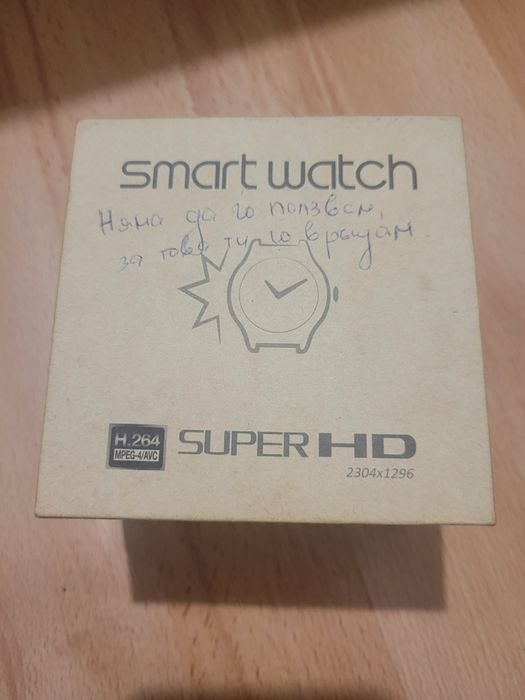 smart watch
Няма да го ползвам,
за това ти го връщам.
H.264
MPEG-4/AVC
SUPER HD
2304x1296